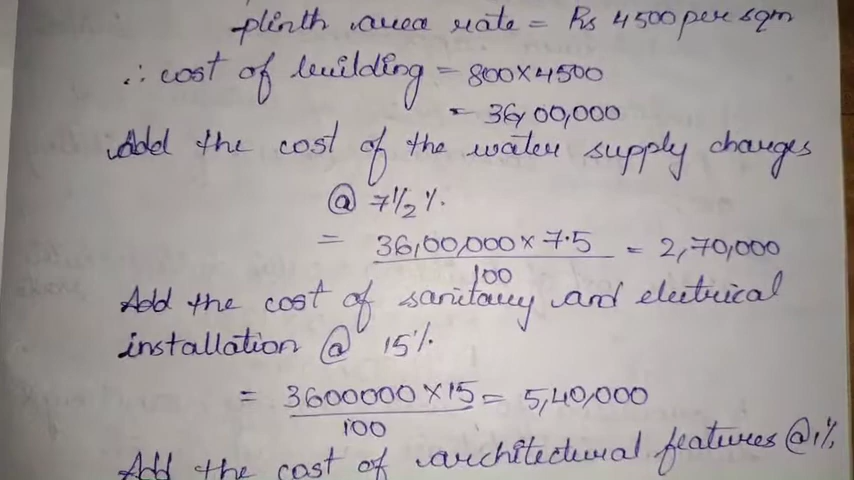 plinth area rate = Rs 4500 per sqm
∴ cost of building = 800×4500
= 36,00,000
Add the cost of the water supply charges
@ 7½ %.
= 36,00,000 × 7.5 / 100 = 2,70,000
Add the cost of sanitary and electrical
installation @ 15%.
= 3600000 × 15 / 100 = 5,40,000
Add the cost of architectural features @ 1%.